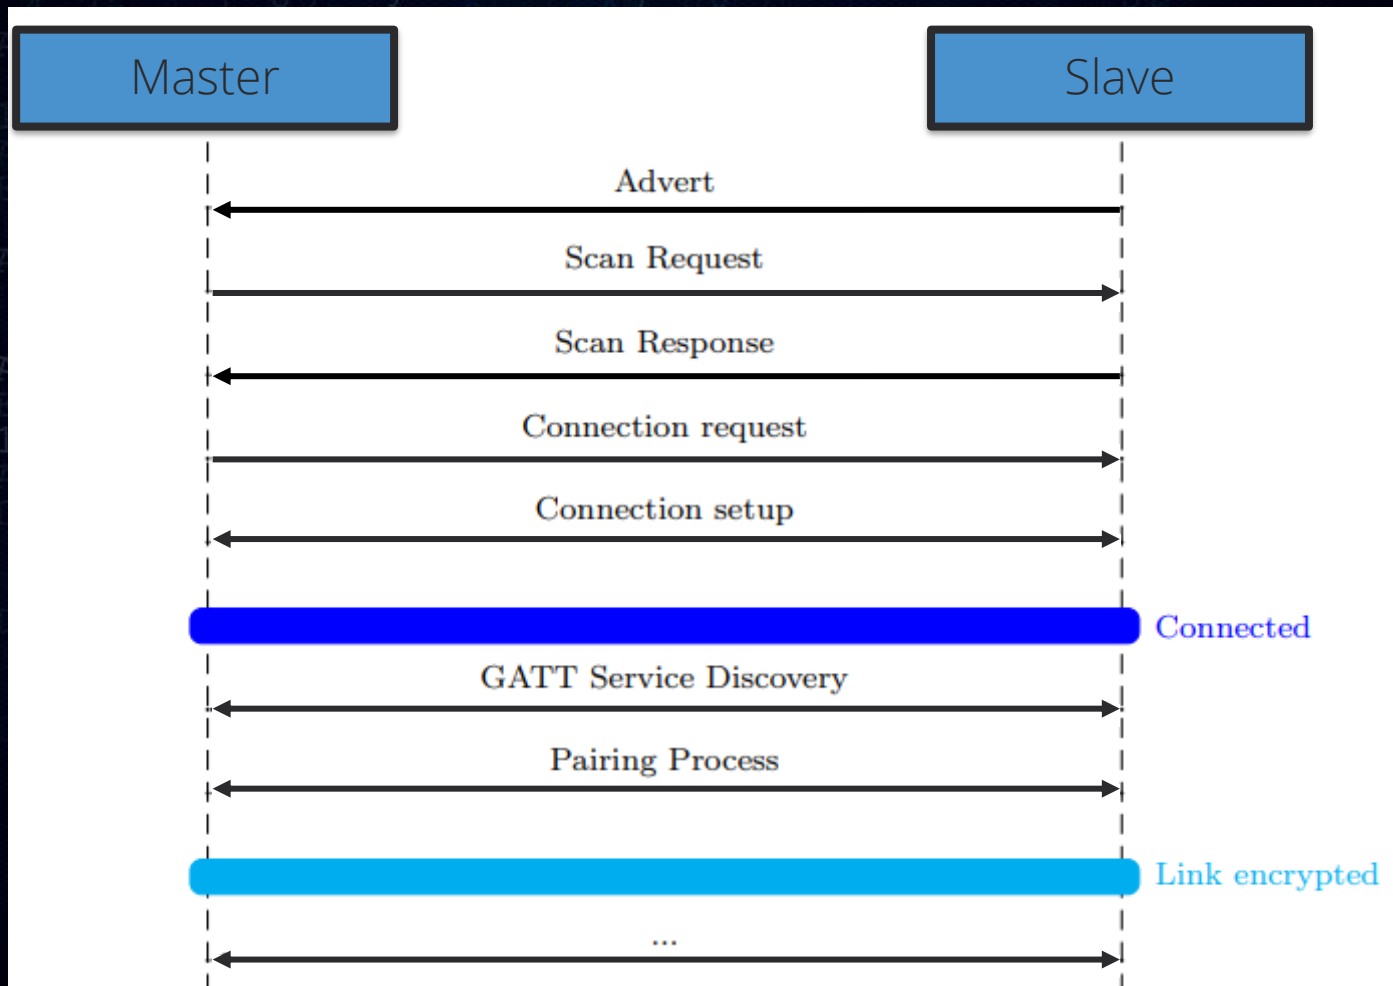 Master
Slave
Advert
Scan Request
Scan Response
Connection request
Connection setup
Connected
GATT Service Discovery
Pairing Process
Link encrypted
...